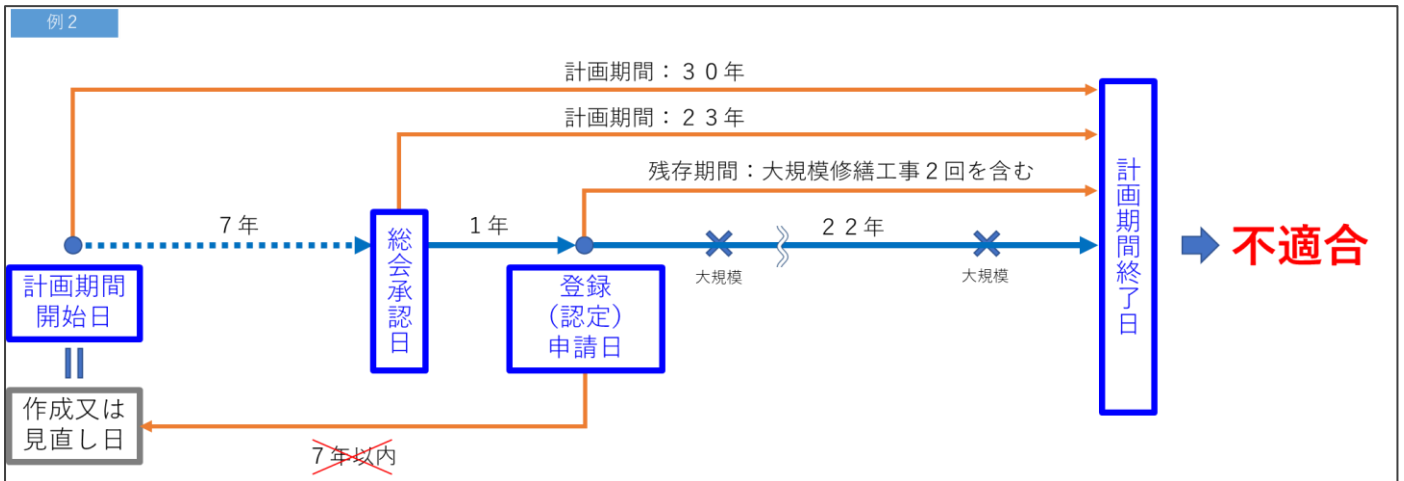 例２
計画期間：３０年
計画期間：２３年
残存期間：大規模修繕工事２回を含む
７年
１年
２２年
大規模
大規模
計画期間
開始日
総会承認日
登録
（認定）
申請日
計画期間終了日
不適合
作成又は
見直し日
７年以内